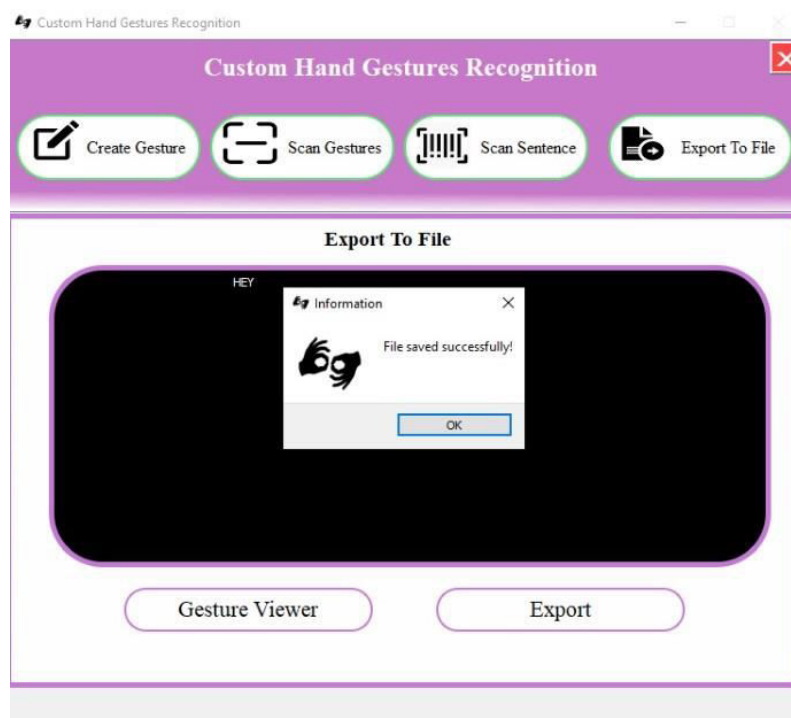 Custom Hand Gestures Recognition
Custom Hand Gestures Recognition
Create Gesture
Scan Gestures
Scan Sentence
Export To File
Export To File
HEY
Information
File saved successfully!
OK
Gesture Viewer
Export